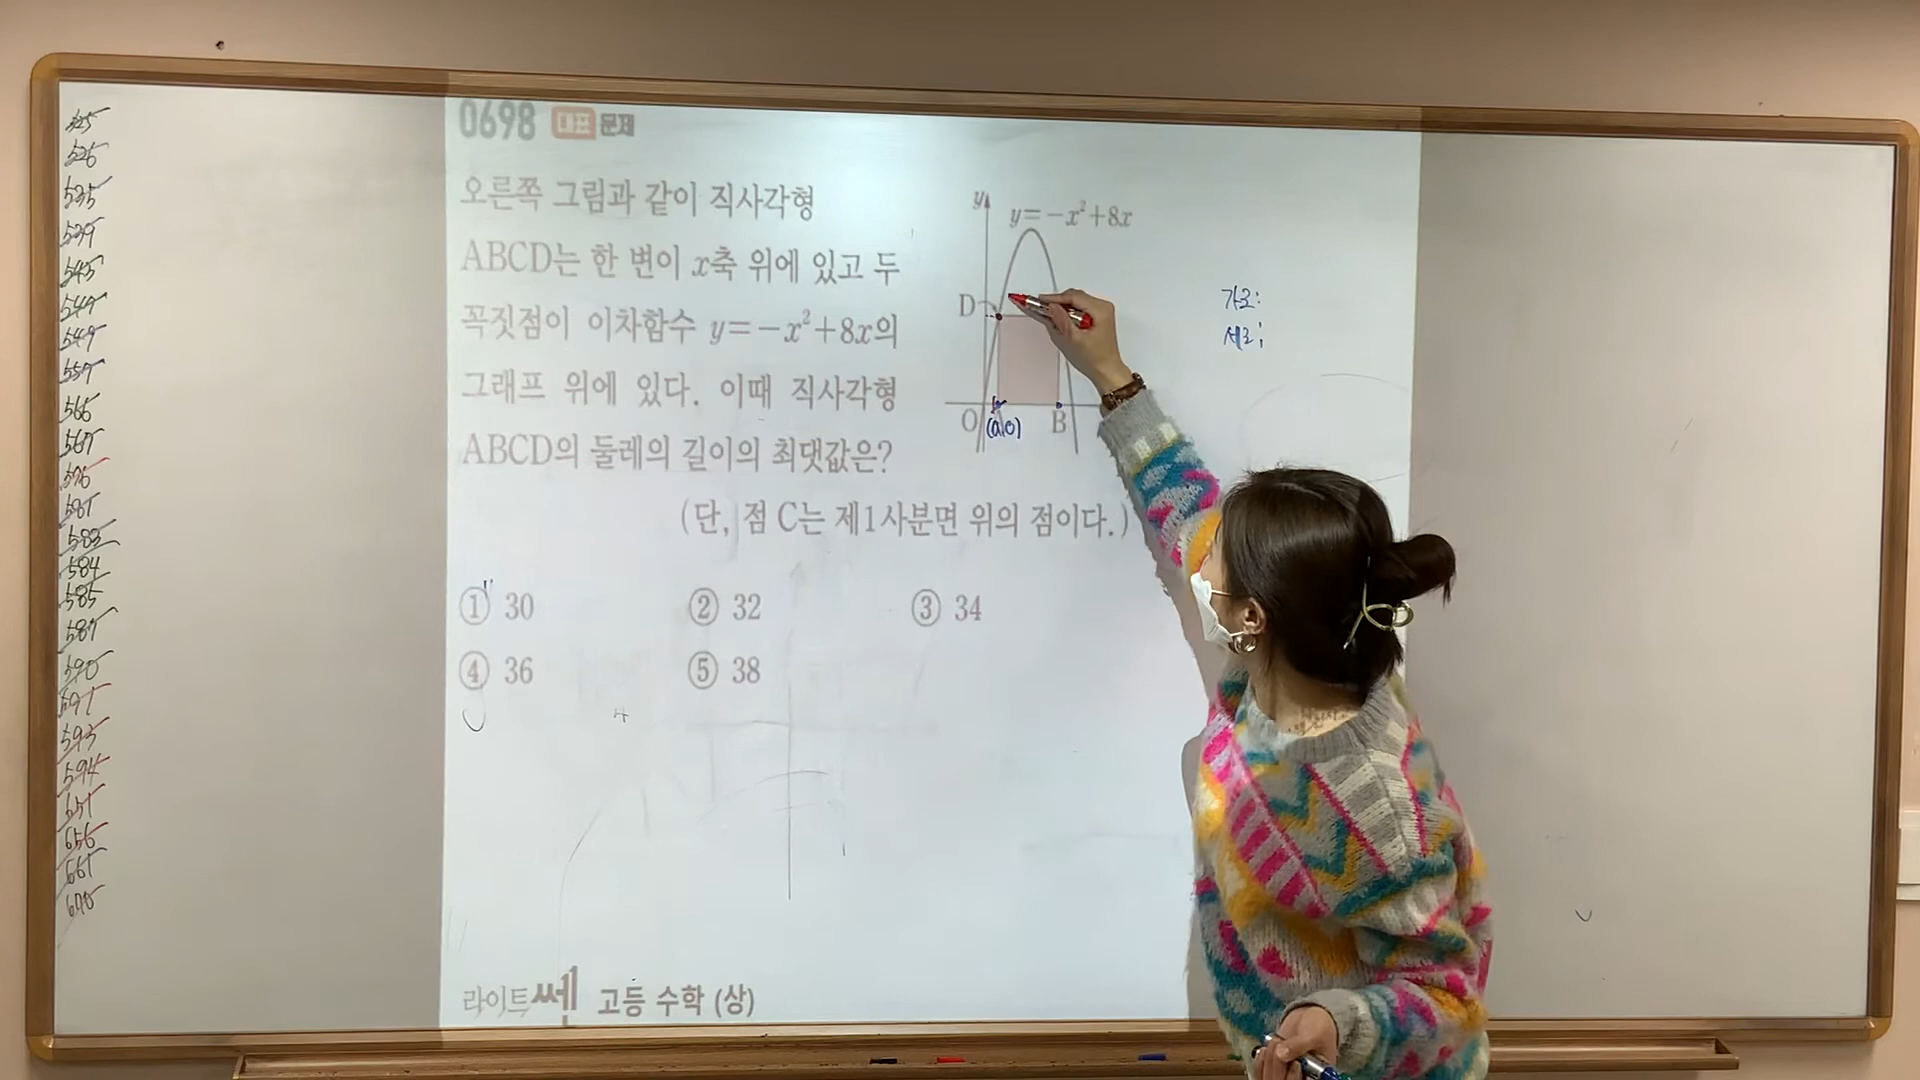 525
526
535
539
545
547
549
557
566
567
576
581
583
584
585
587
590
591
593
594
651
656
661
670
0698 대표 문제
오른쪽 그림과 같이 직사각형
ABCD는 한 변이 x축 위에 있고 두
꼭짓점이 이차함수 y=-x²+8x의
그래프 위에 있다. 이때 직사각형
ABCD의 둘레의 길이의 최댓값은?
(단, 점 C는 제1사분면 위의 점이다.)
y
y=-x²+8x
D
O
B
(a,0)
가로:
세로:
① 30
② 32
③ 34
④ 36
⑤ 38
라이트쎈 고등 수학 (상)